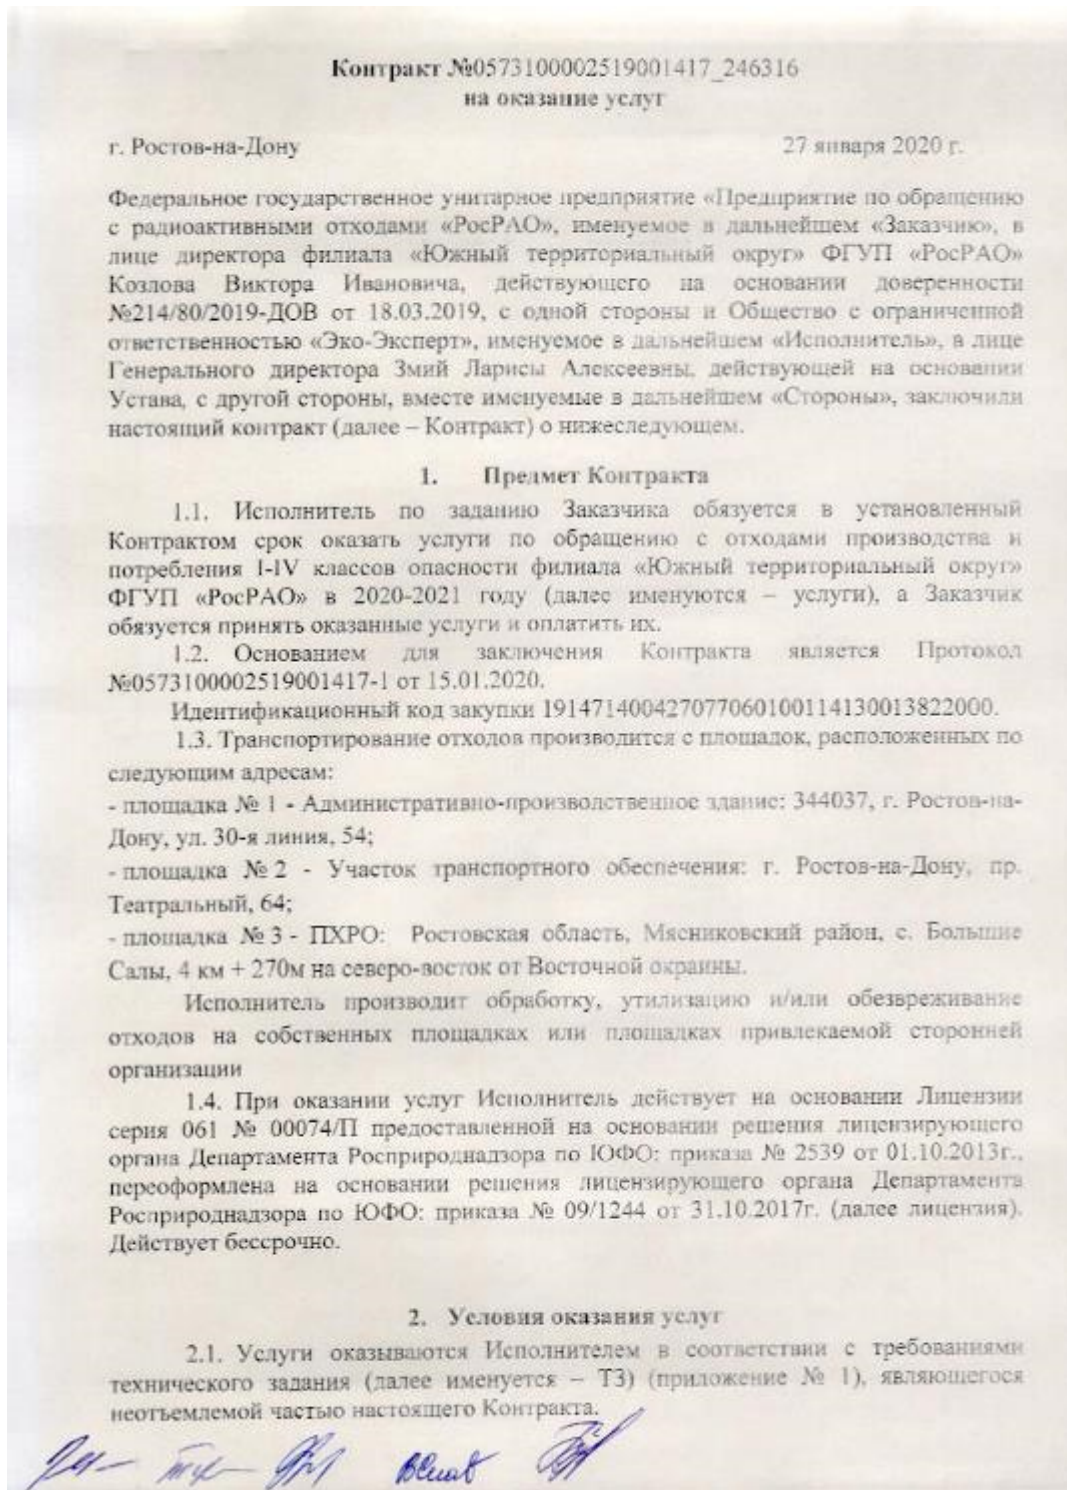 Контракт №0573100002519001417_246316
на оказание услуг
г. Ростов-на-Дону 27 января 2020 г.
Федеральное государственное унитарное предприятие «Предприятие по обращению
с радиоактивными отходами «РосРАО», именуемое в дальнейшем «Заказчик», в
лице директора филиала «Южный территориальный округ» ФГУП «РосРАО»
Козлова Виктора Ивановича, действующего на основании доверенности
№214/80/2019-ДОВ от 18.03.2019, с одной стороны и Общество с ограниченной
ответственностью «Эко-Эксперт», именуемое в дальнейшем «Исполнитель», в лице
Генерального директора Змий Ларисы Алексеевны, действующей на основании
Устава, с другой стороны, вместе именуемые в дальнейшем «Стороны», заключили
настоящий контракт (далее – Контракт) о нижеследующем.
1. Предмет Контракта
1.1. Исполнитель по заданию Заказчика обязуется в установленный
Контрактом срок оказать услуги по обращению с отходами производства и
потребления I-IV классов опасности филиала «Южный территориальный округ»
ФГУП «РосРАО» в 2020-2021 году (далее именуются – услуги), а Заказчик
обязуется принять оказанные услуги и оплатить их.
1.2. Основанием для заключения Контракта является Протокол
№0573100002519001417-1 от 15.01.2020.
Идентификационный код закупки 191471400427077060100114130013822000.
1.3. Транспортирование отходов производится с площадок, расположенных по
следующим адресам:
- площадка № 1 - Административно-производственное здание: 344037, г. Ростов-на-
Дону, ул. 30-я линия, 54;
- площадка № 2 - Участок транспортного обеспечения: г. Ростов-на-Дону, пр.
Театральный, 64;
- площадка № 3 - ПХРО: Ростовская область, Мясниковский район, с. Большие
Салы, 4 км + 270м на северо-восток от Восточной окраины.
Исполнитель производит обработку, утилизацию и/или обезвреживание
отходов на собственных площадках или площадках привлекаемой сторонней
организации
1.4. При оказании услуг Исполнитель действует на основании Лицензии
серия 061 № 00074/П предоставленной на основании решения лицензирующего
органа Департамента Росприроднадзора по ЮФО: приказа № 2539 от 01.10.2013г.,
переоформлена на основании решения лицензирующего органа Департамента
Росприроднадзора по ЮФО: приказа № 09/1244 от 31.10.2017г. (далее лицензия).
Действует бессрочно.
2. Условия оказания услуг
2.1. Услуги оказываются Исполнителем в соответствии с требованиями
технического задания (далее именуется – ТЗ) (приложение № 1), являющегося
неотъемлемой частью настоящего Контракта.